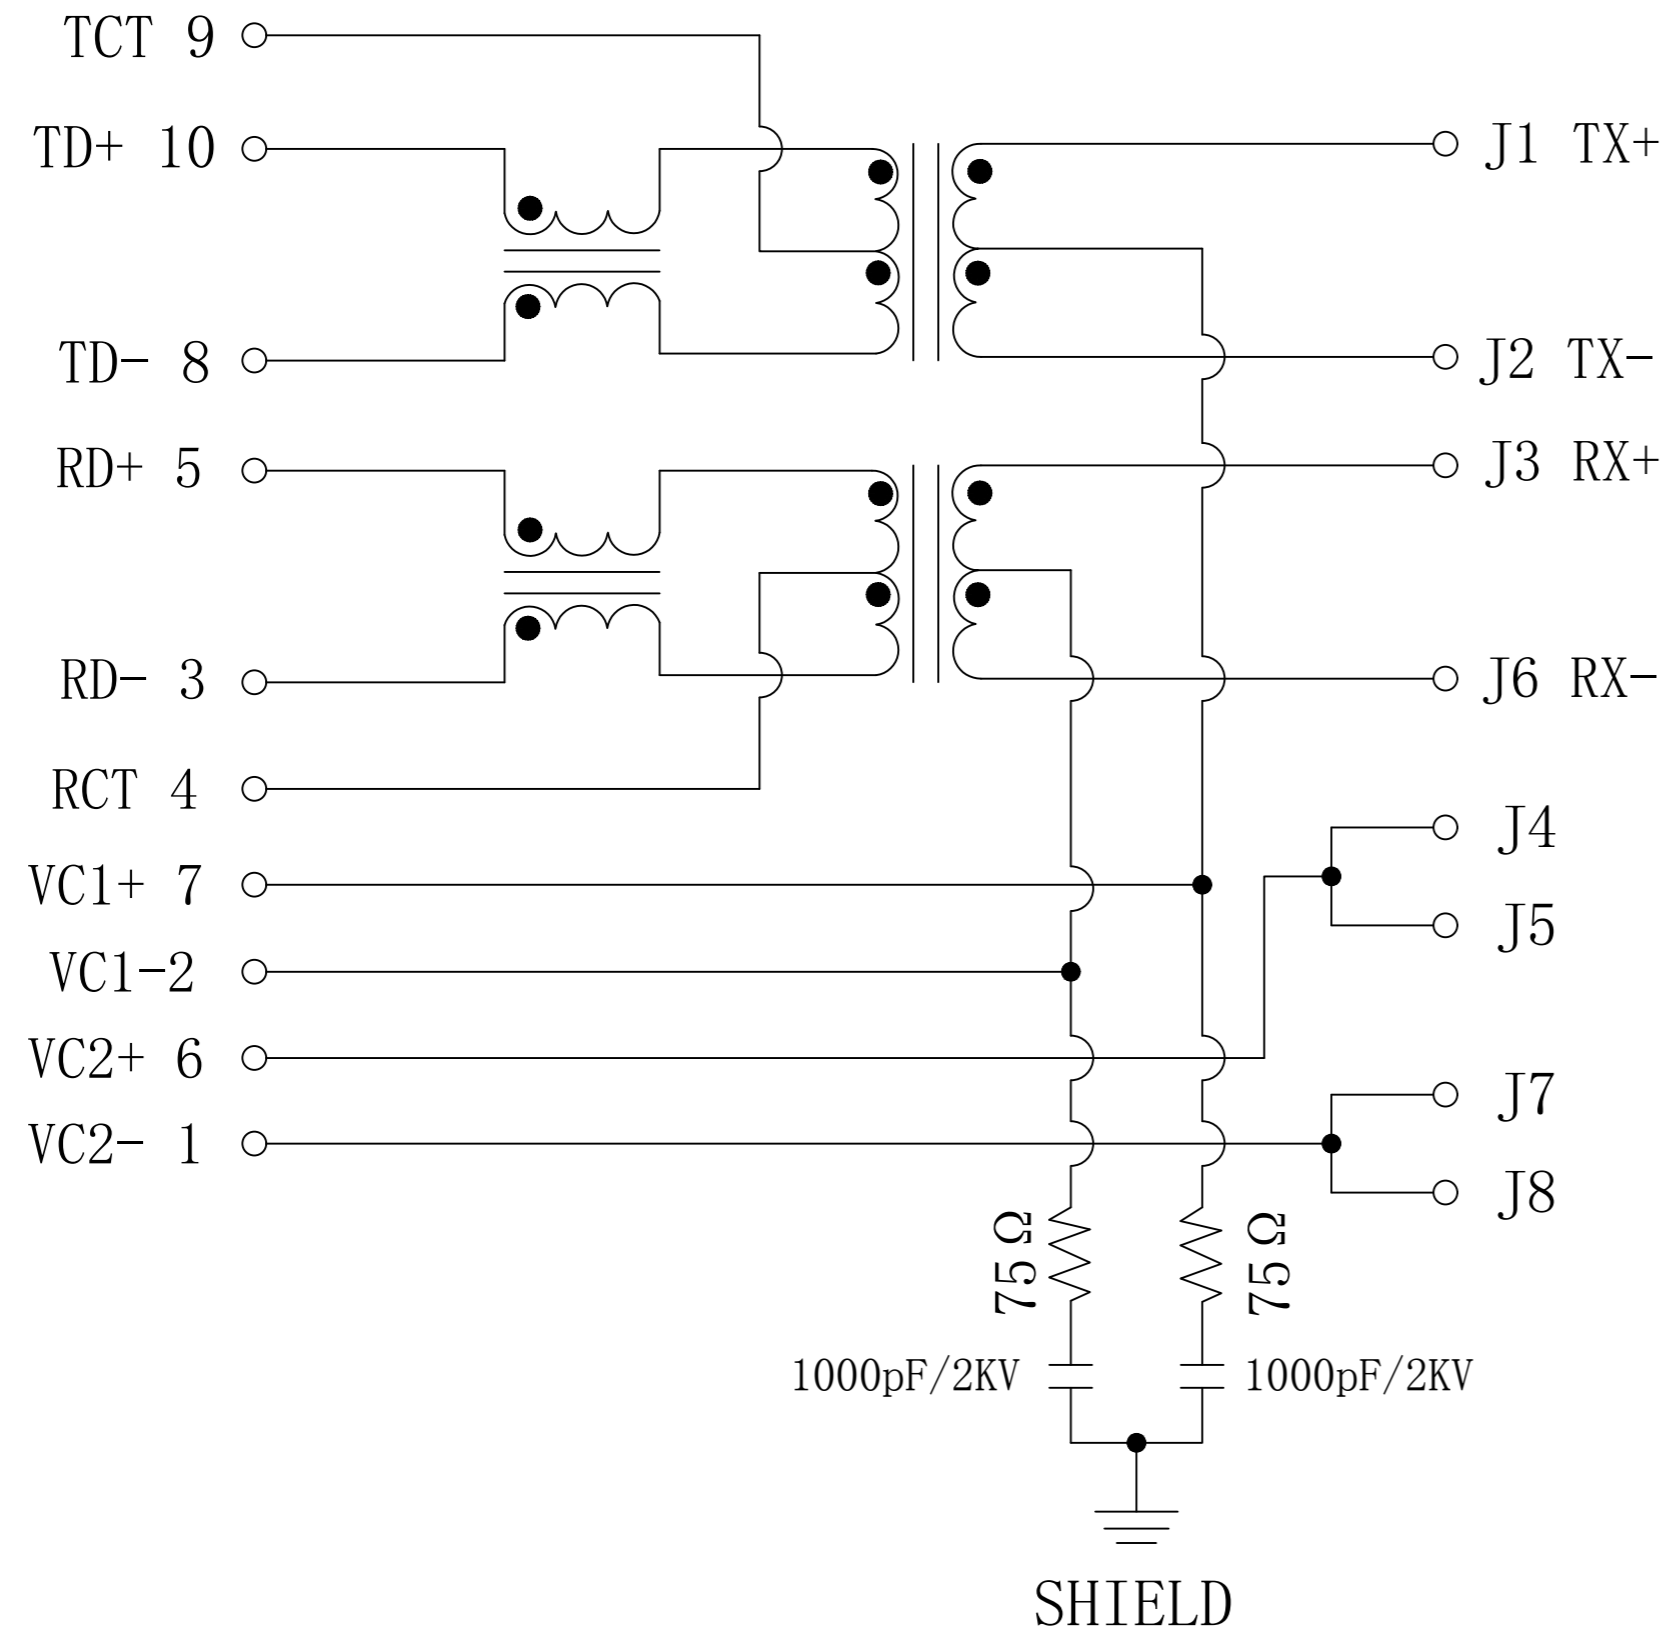 TCT 9
TD+ 10
J1 TX+
TD- 8
J2 TX-
RD+ 5
J3 RX+
RD- 3
J6 RX-
RCT 4
J4
VC1+ 7
J5
VC1-2
VC2+ 6
J7
VC2- 1
J8
75Ω
75Ω
1000pF/2KV
1000pF/2KV
SHIELD